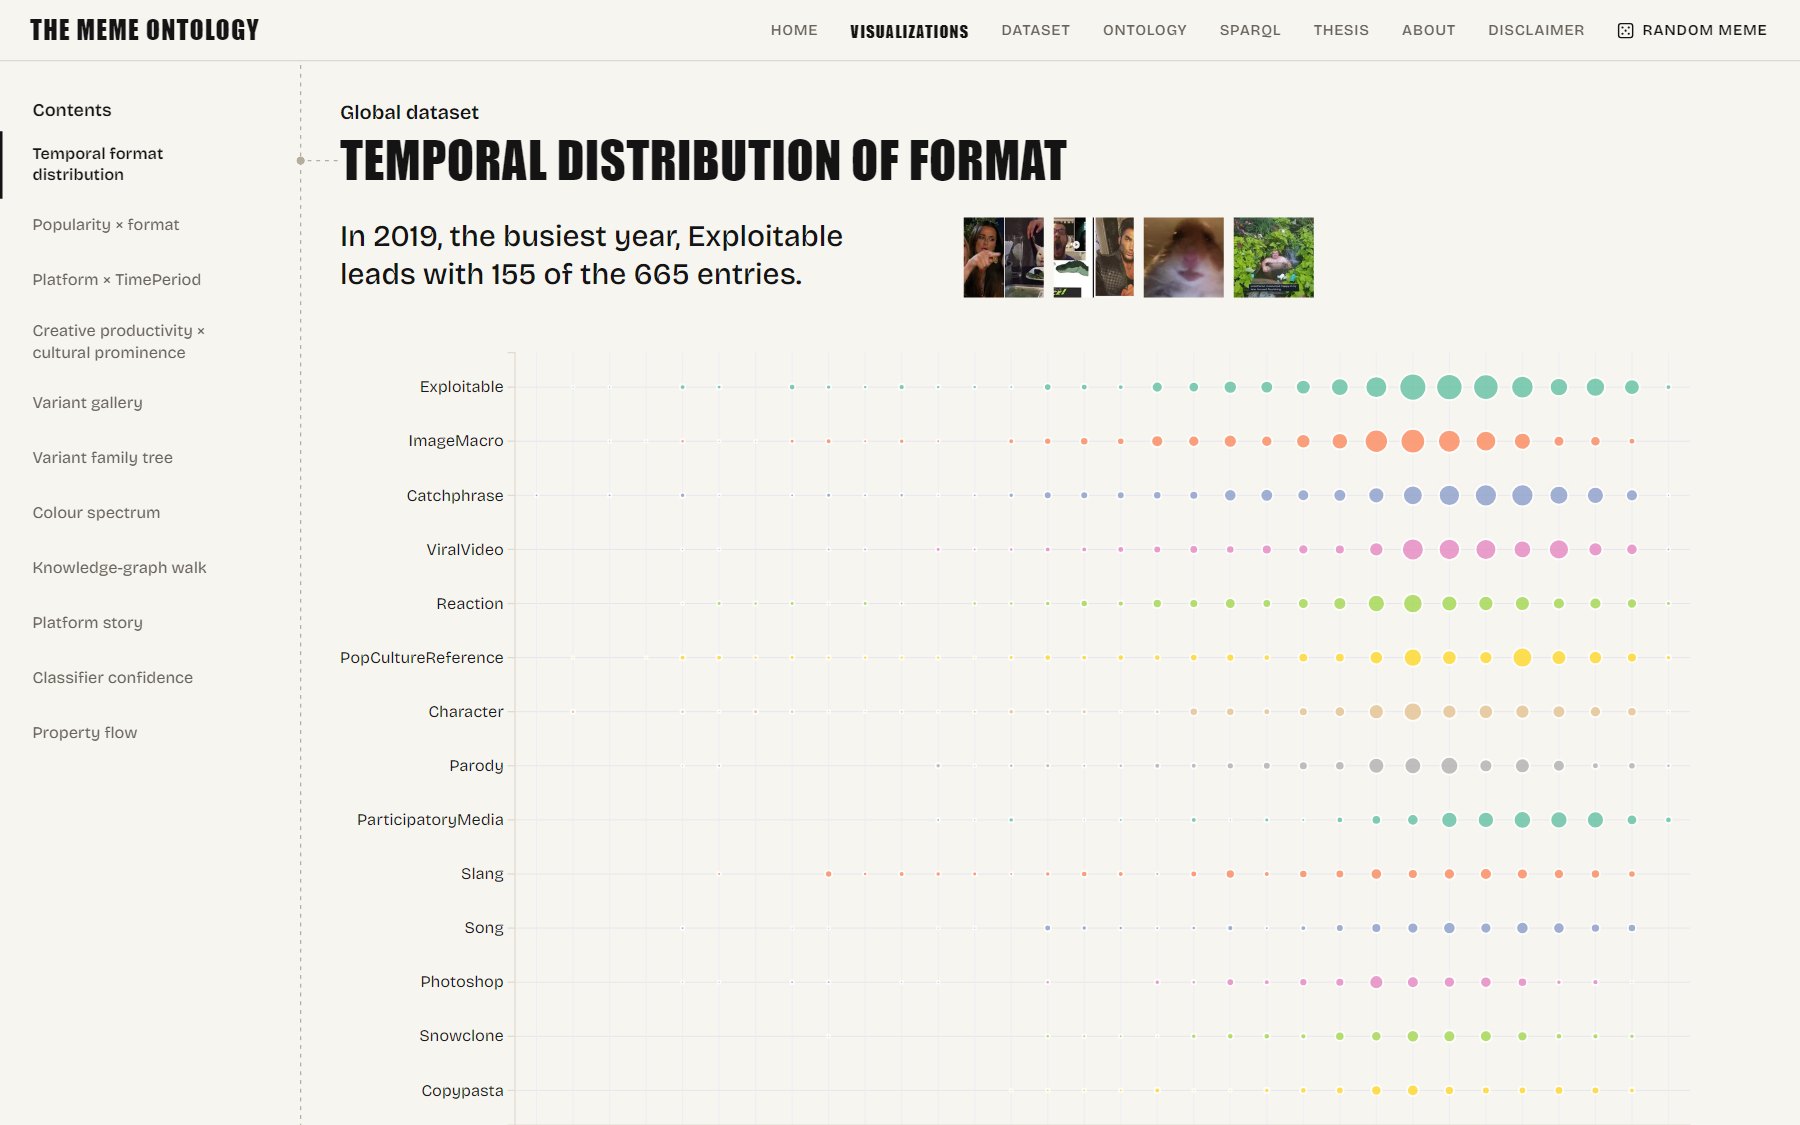 THE MEME ONTOLOGY
HOME VISUALIZATIONS DATASET ONTOLOGY SPARQL THESIS ABOUT DISCLAIMER RANDOM MEME
Contents
Temporal format
distribution
Popularity × format
Platform × TimePeriod
Creative productivity ×
cultural prominence
Variant gallery
Variant family tree
Colour spectrum
Knowledge-graph walk
Platform story
Classifier confidence
Property flow
Global dataset
TEMPORAL DISTRIBUTION OF FORMAT
In 2019, the busiest year, Exploitable
leads with 155 of the 665 entries.
Exploitable
ImageMacro
Catchphrase
ViralVideo
Reaction
PopCultureReference
Character
Parody
ParticipatoryMedia
Slang
Song
Photoshop
Snowclone
Copypasta